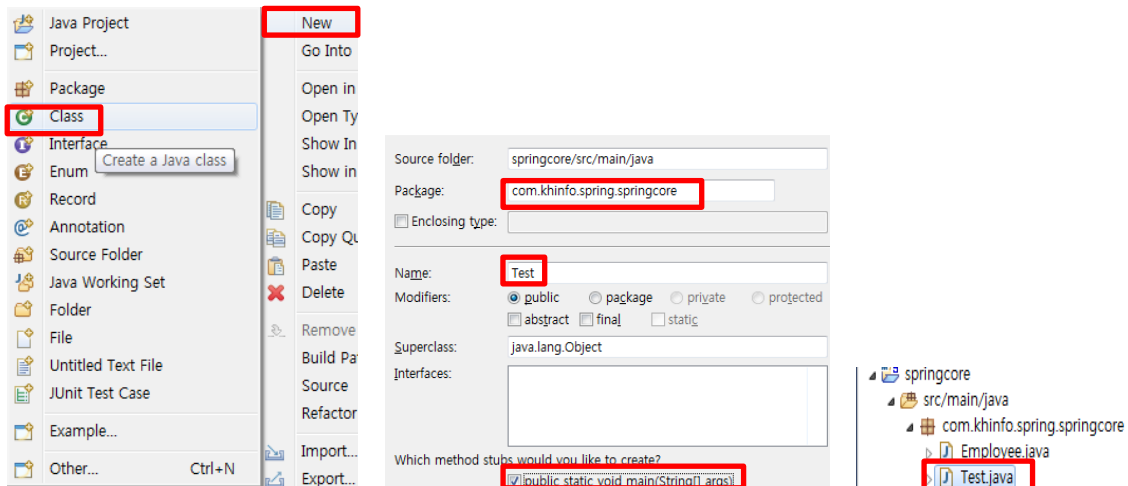 Java Project
Project...
Package
Class
Interface
Create a Java class
Enum
Record
Annotation
Source Folder
Java Working Set
Folder
File
Untitled Text File
JUnit Test Case
Example...
Other... Ctrl+N
New
Go Into
Open in
Open Ty
Show In
Show in
Copy
Copy Qu
Paste
Delete
Remove
Build Pa
Source
Refactor
Import...
Export...
Source folder: springcore/src/main/java
Package: com.khinfo.spring.springcore
Enclosing type:
Name: Test
Modifiers: public package private protected
abstract final static
Superclass: java.lang.Object
Interfaces:
Which method stubs would you like to create?
public static void main(String[] args)
springcore
src/main/java
com.khinfo.spring.springcore
Employee.java
Test.java